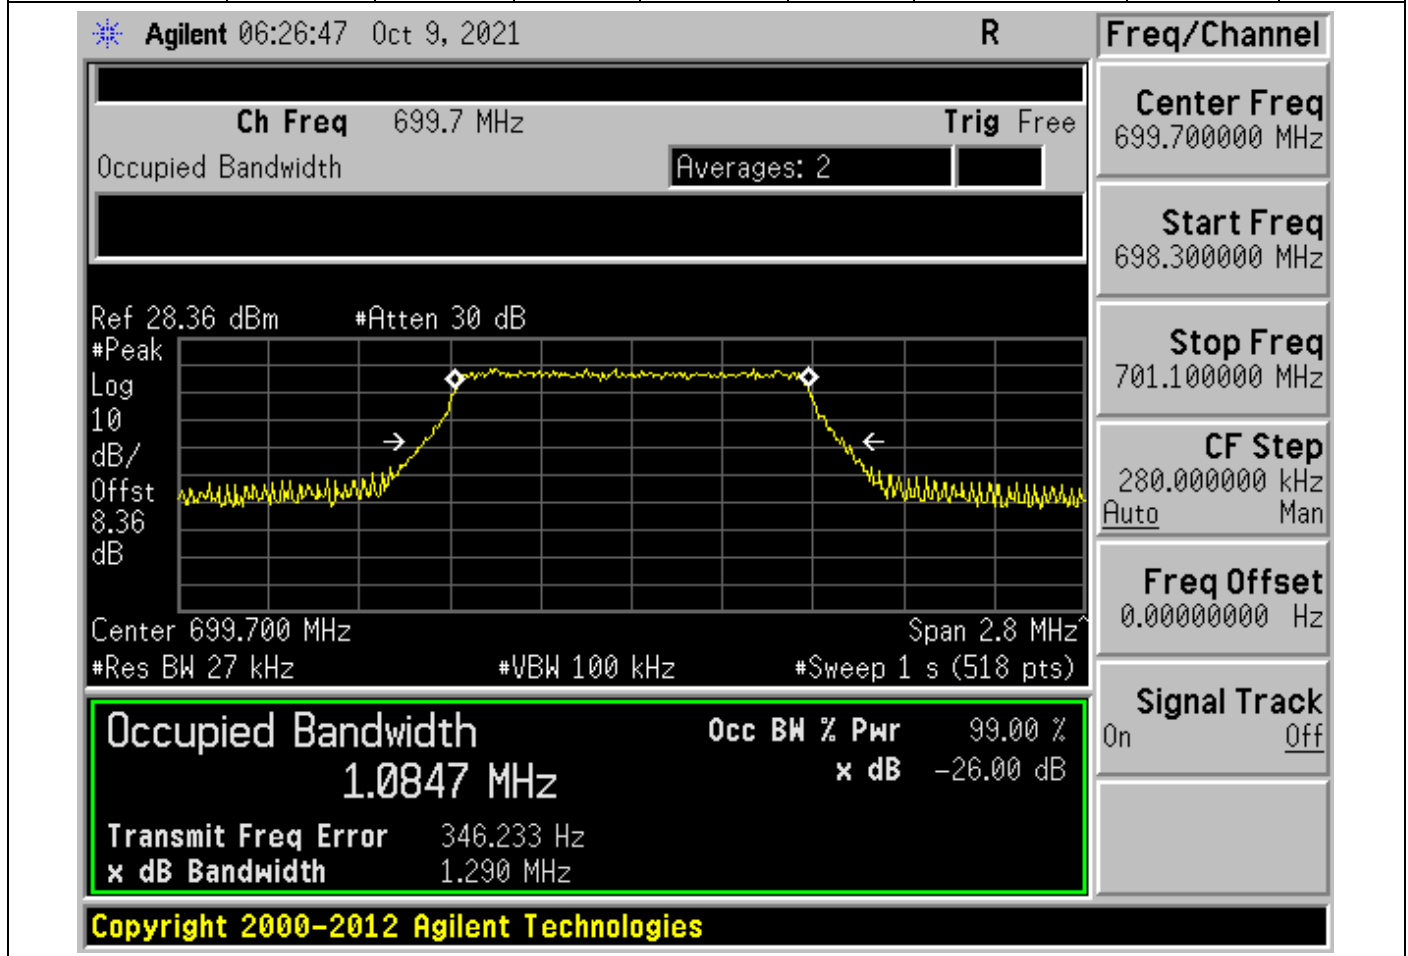 Agilent 06:26:47 Oct 9, 2021 R
Freq/Channel
Ch Freq 699.7 MHz Trig Free
Occupied Bandwidth Averages: 2
Center Freq
699.700000 MHz
Start Freq
698.300000 MHz
Stop Freq
701.100000 MHz
CF Step
280.000000 kHz
Auto Man
Freq Offset
0.00000000 Hz
Signal Track
On Off
Ref 28.36 dBm #Atten 30 dB
#Peak
Log
10
dB/
Offst
8.36
dB
Center 699.700 MHz Span 2.8 MHz^
#Res BW 27 kHz #VBW 100 kHz #Sweep 1 s (518 pts)
Occupied Bandwidth Occ BW % Pwr 99.00 %
1.0847 MHz x dB -26.00 dB
Transmit Freq Error 346.233 Hz
x dB Bandwidth 1.290 MHz
Copyright 2000-2012 Agilent Technologies